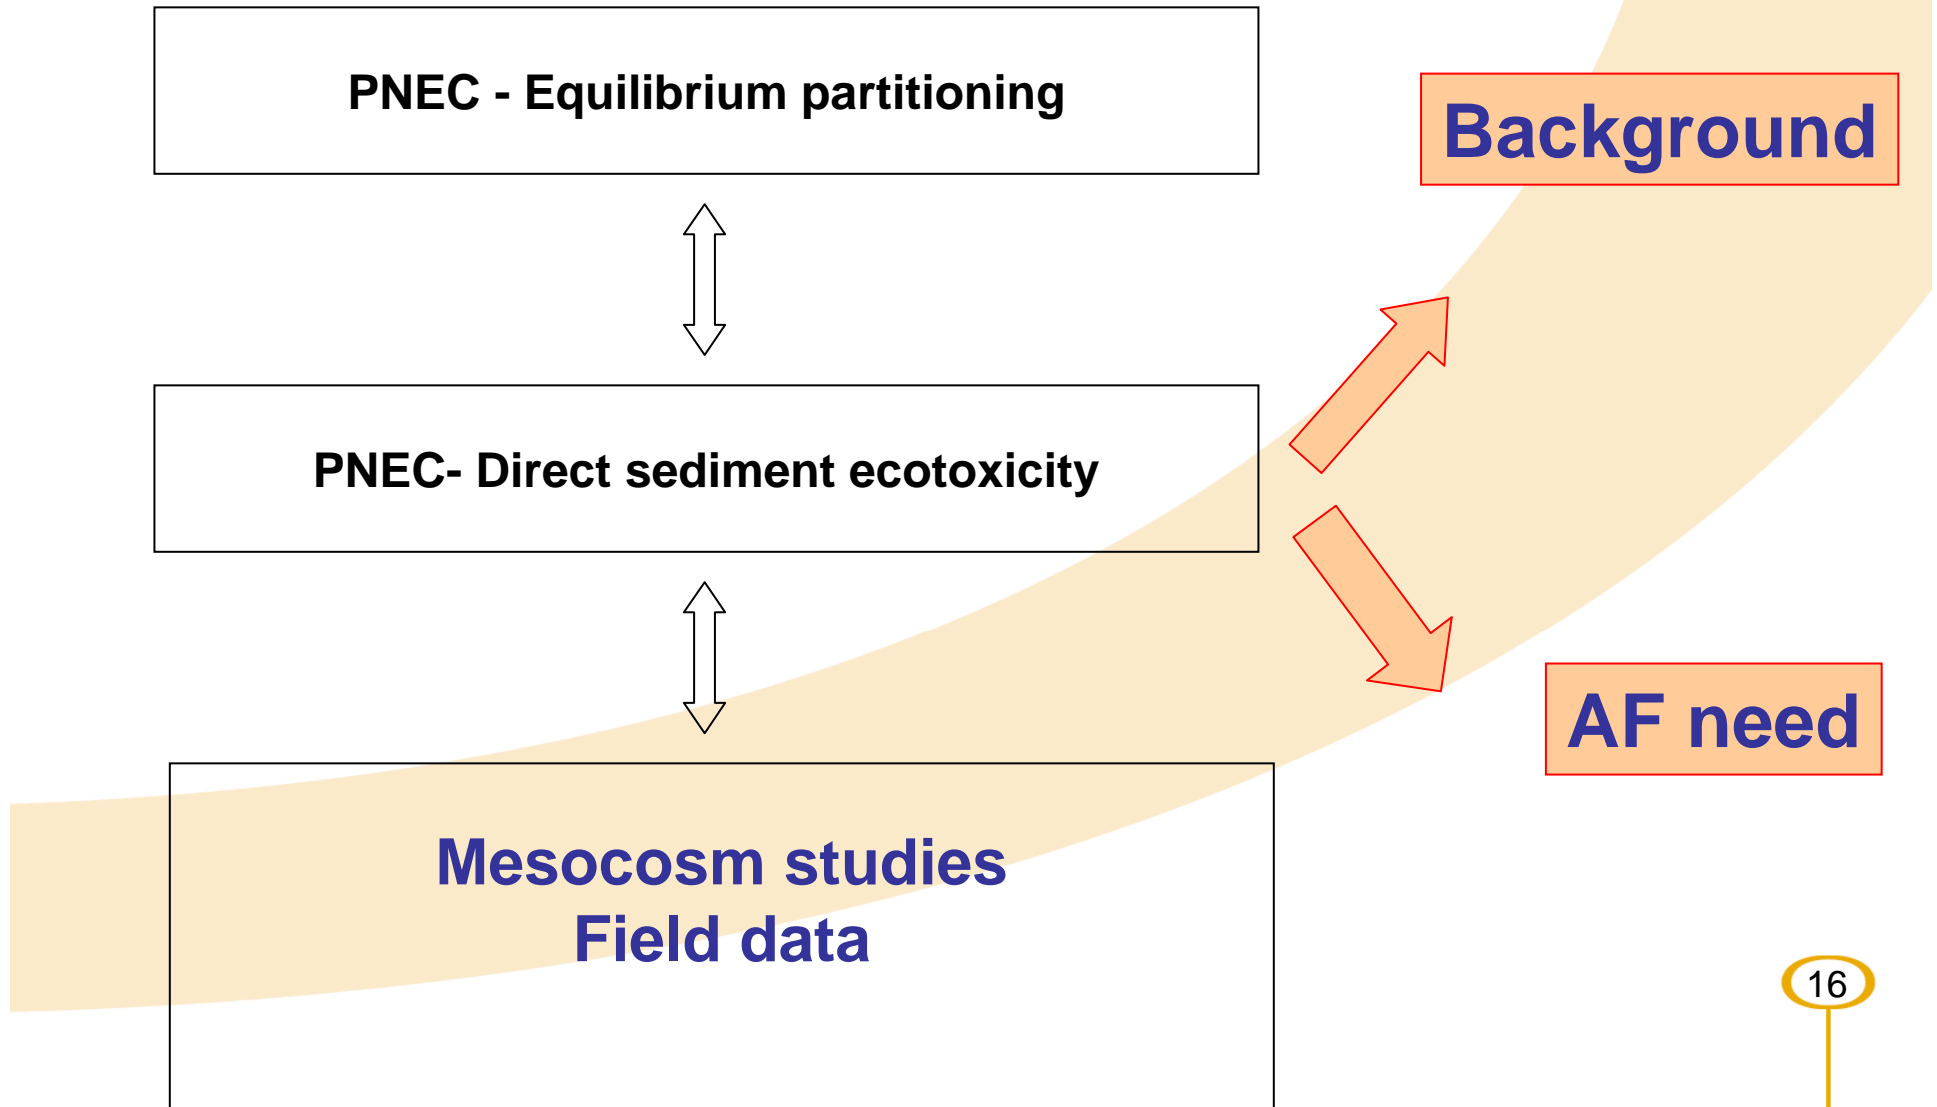 PNEC - Equilibrium partitioning
Background
PNEC- Direct sediment ecotoxicity
AF need
Mesocosm studies
Field data
16